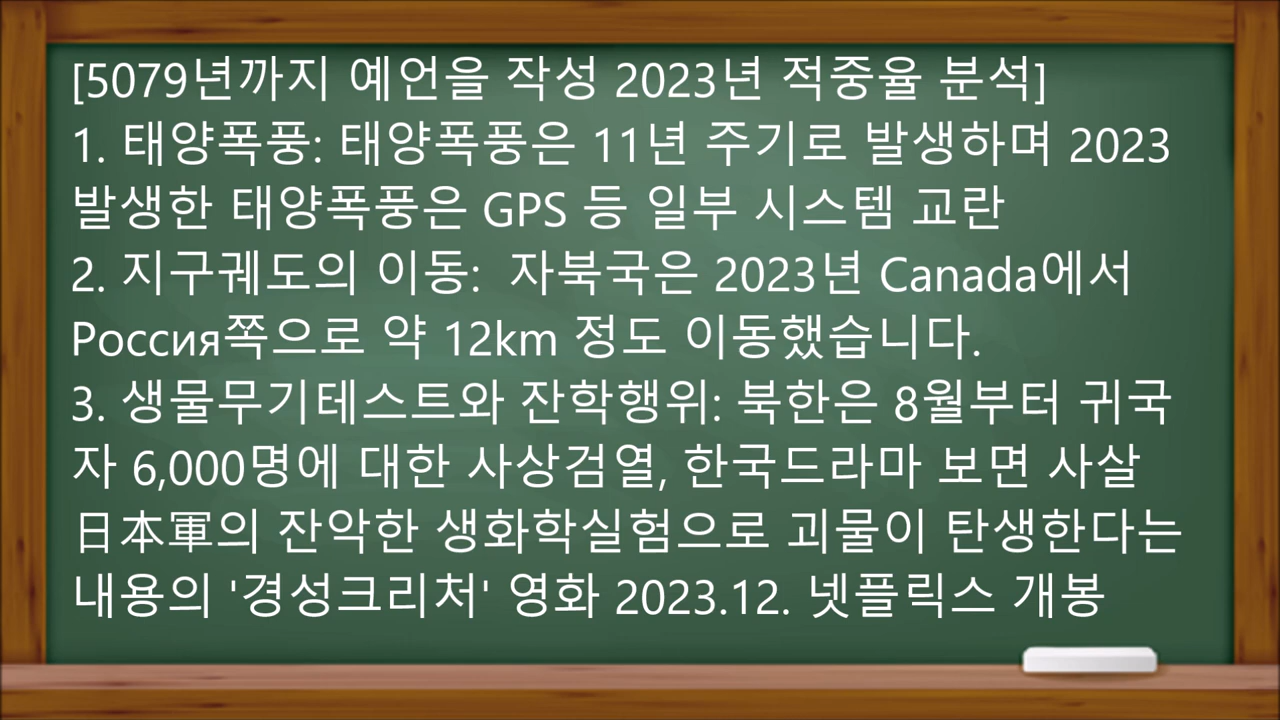 [5079년까지 예언을 작성 2023년 적중율 분석]
1. 태양폭풍: 태양폭풍은 11년 주기로 발생하며 2023
발생한 태양폭풍은 GPS 등 일부 시스템 교란
2. 지구궤도의 이동:  자북국은 2023년 Canada에서
Россия쪽으로 약 12km 정도 이동했습니다.
3. 생물무기테스트와 잔학행위: 북한은 8월부터 귀국
자 6,000명에 대한 사상검열, 한국드라마 보면 사살
日本軍의 잔악한 생화학실험으로 괴물이 탄생한다는
내용의 '경성크리처' 영화 2023.12. 넷플릭스 개봉